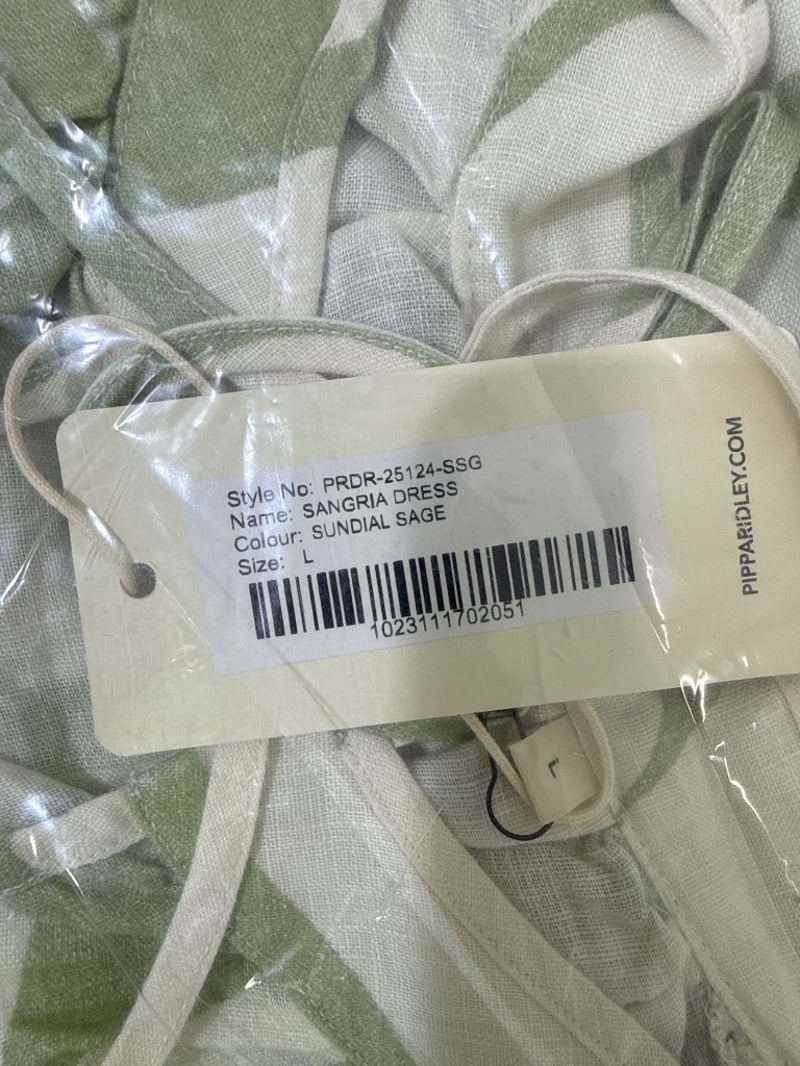 Style No: PRDR-25124-SSG
Name: SANGRIA DRESS
Colour: SUNDIAL SAGE
Size: L
1023111702051
PIPPARIDLEY.COM
L